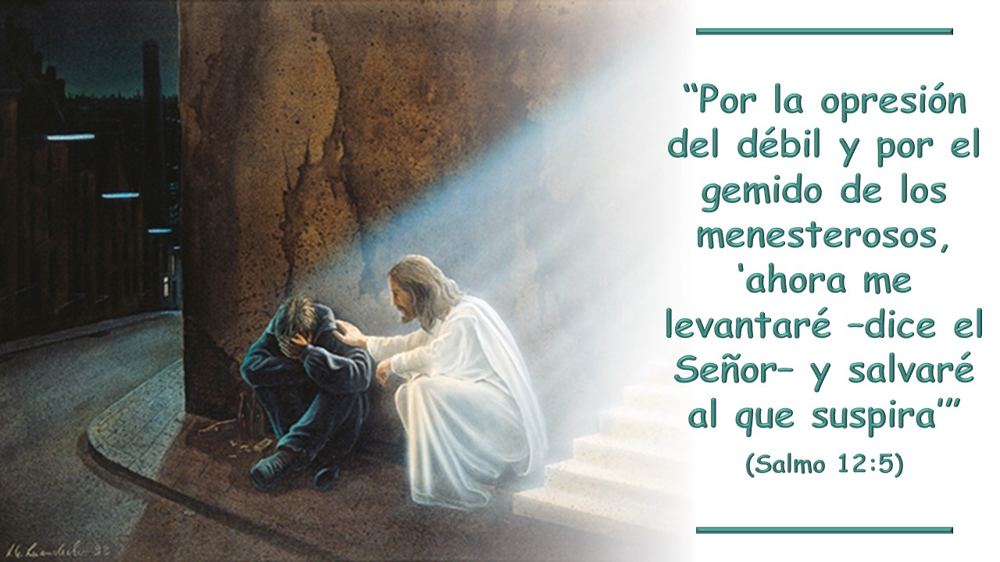 “Por la opresión
del débil y por el
gemido de los
menesterosos,
‘ahora me
levantaré –dice el
Señor– y salvaré
al que suspira’”
(Salmo 12:5)